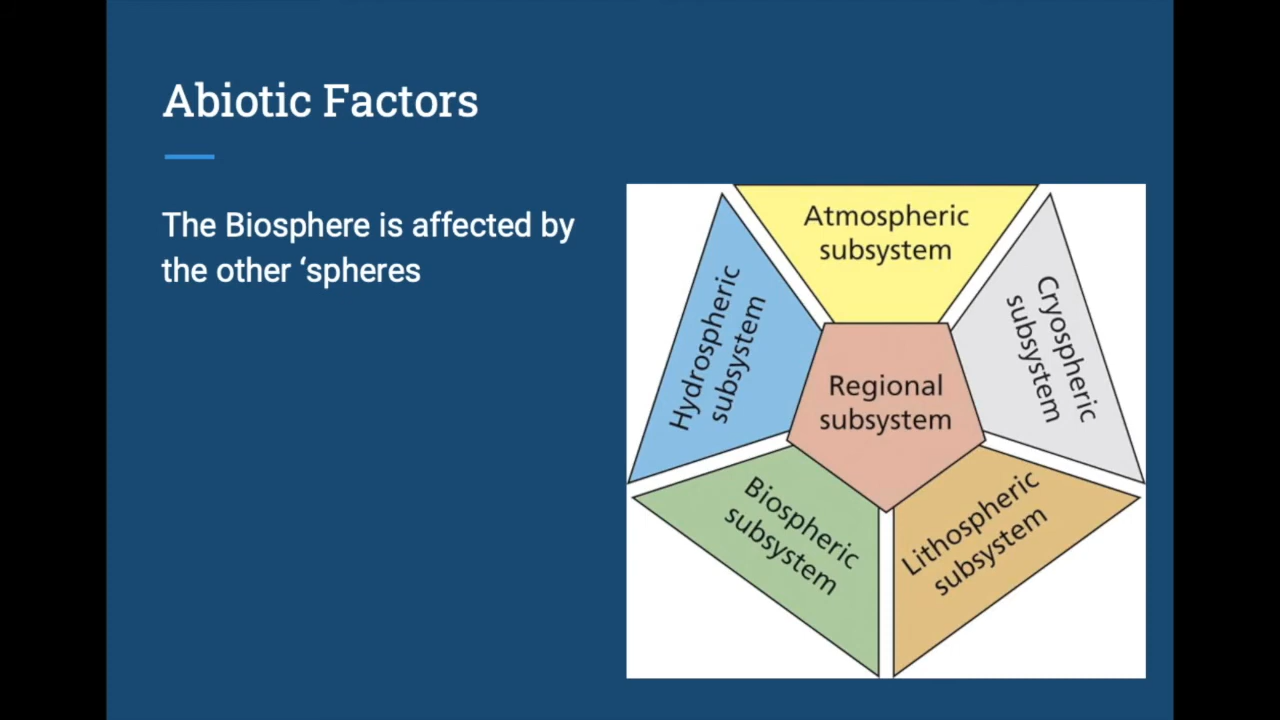 Abiotic Factors
The Biosphere is affected by
the other ‘spheres
Atmospheric
subsystem
Hydrospheric
subsystem
Cryospheric
subsystem
Regional
subsystem
Biospheric
subsystem
Lithospheric
subsystem